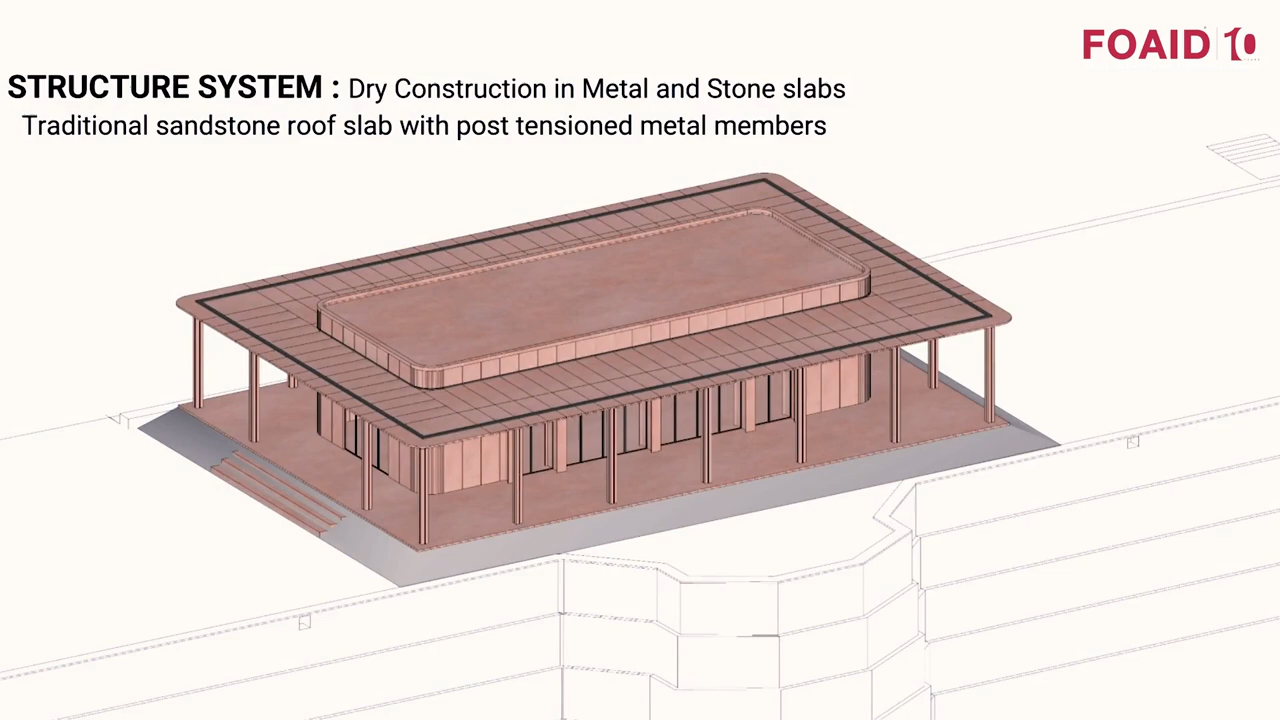 FOAID 10
STRUCTURE SYSTEM : Dry Construction in Metal and Stone slabs
Traditional sandstone roof slab with post tensioned metal members